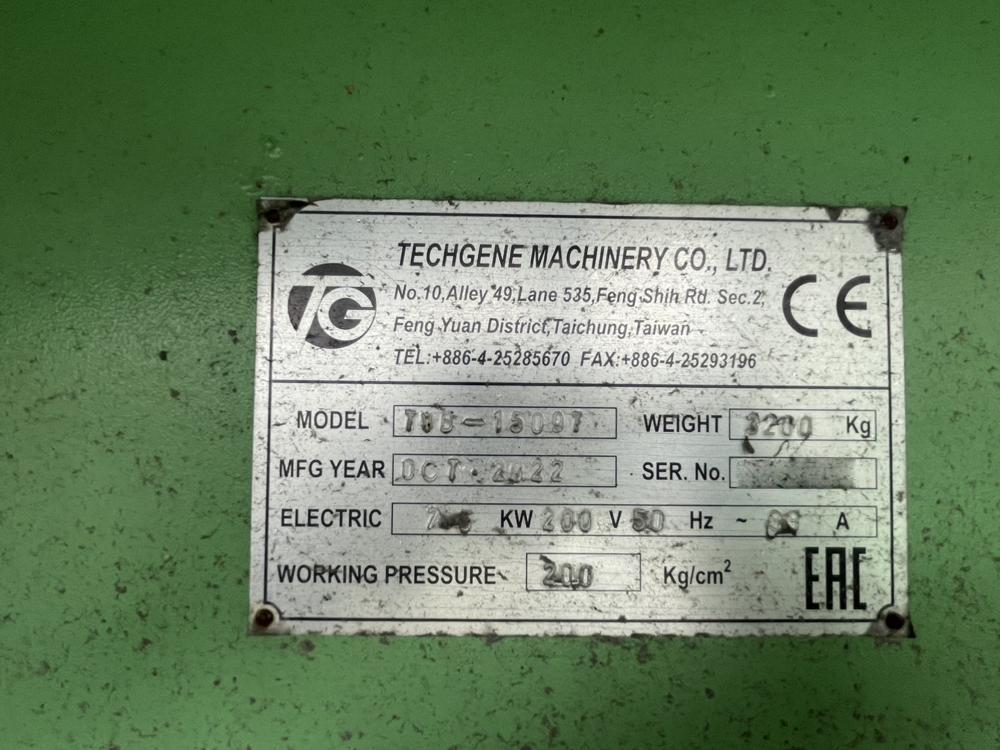 TG
TECHGENE MACHINERY CO., LTD.
No.10,Alley 49,Lane 535,Feng Shih Rd. Sec.2,
Feng Yuan District,Taichung,Taiwan
TEL:+886-4-25285670 FAX:+886-4-25293196
CE
MODEL WEIGHT 3200 Kg
MFG YEAR OCT·2022 SER. No.
ELECTRIC KW 200 V 50 Hz ~ A
WORKING PRESSURE 200 Kg/cm²
EAC